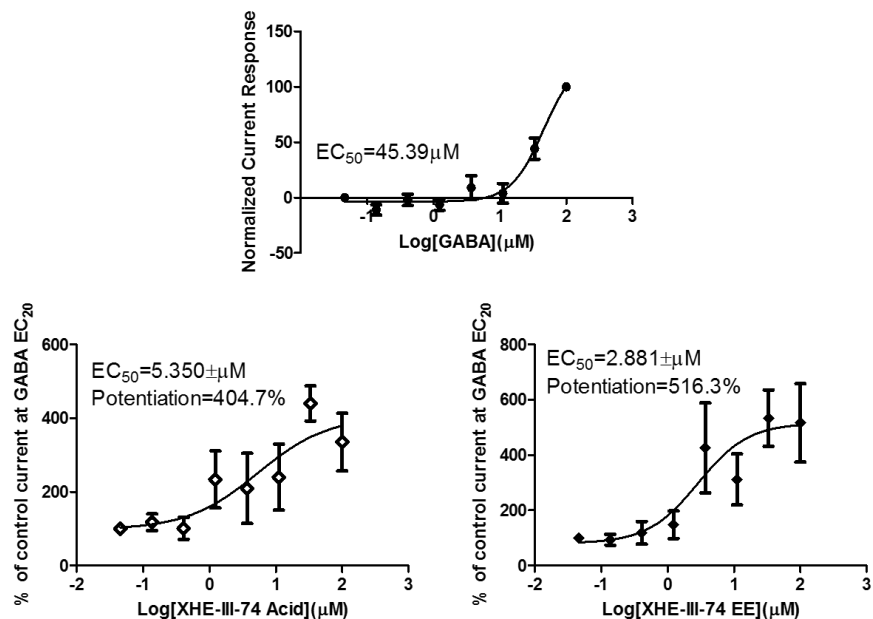 Normalized Current Response
150
100
50
0
-50
EC50=45.39μM
-1 0 1 2 3
Log[GABA](μM)
% of control current at GABA EC20
600
400
200
0
EC50=5.350±μM
Potentiation=404.7%
-2 -1 0 1 2 3
Log[XHE-III-74 Acid](μM)
% of control current at GABA EC20
800
600
400
200
0
EC50=2.881±μM
Potentiation=516.3%
-2 -1 0 1 2 3
Log[XHE-III-74 EE](μM)